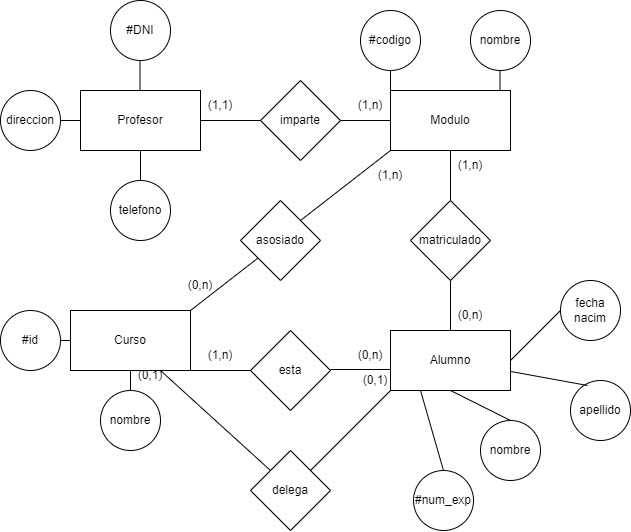 #DNI
#codigo
nombre
direccion
Profesor
(1,1)
imparte
(1,n)
Modulo
telefono
(1,n)
(1,n)
asosiado
matriculado
(0,n)
(0,n)
fecha
nacim
#id
Curso
(1,n)
esta
(0,n)
Alumno
(0,1)
(0,1)
nombre
apellido
nombre
delega
#num_exp